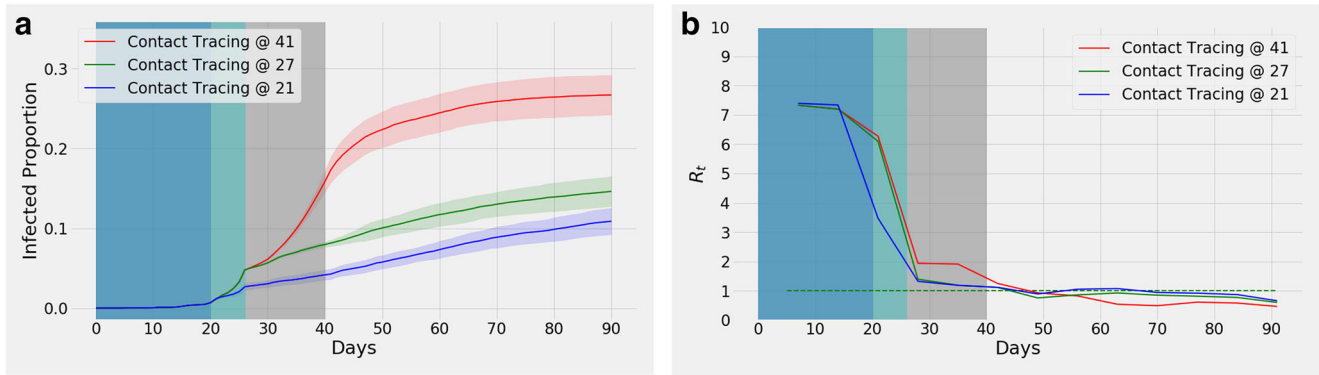 a
Contact Tracing @ 41
Contact Tracing @ 27
Contact Tracing @ 21
Infected Proportion
0.3
0.2
0.1
0.0
0 10 20 30 40 50 60 70 80 90
Days
b
Contact Tracing @ 41
Contact Tracing @ 27
Contact Tracing @ 21
Rt
10
9
8
7
6
5
4
3
2
1
0
0 10 20 30 40 50 60 70 80 90
Days